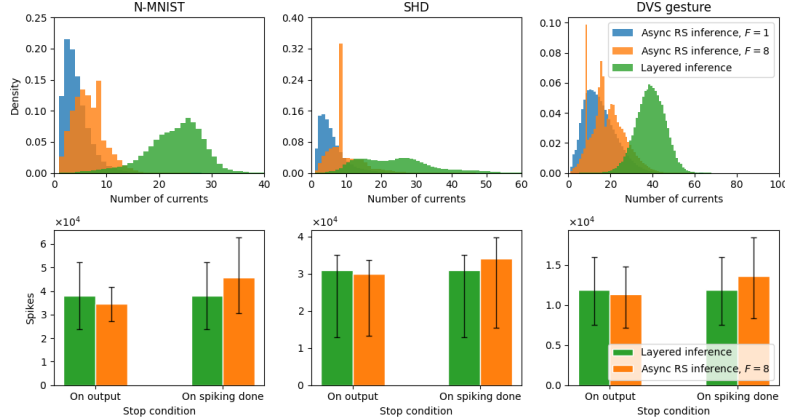 N-MNIST
SHD
DVS gesture
0.25
0.20
0.15
0.10
0.05
0.00
Density
0 10 20 30 40
Number of currents
0.40
0.32
0.24
0.16
0.08
0.00
0 10 20 30 40 50 60
Number of currents
0.10
0.08
0.06
0.04
0.02
0.00
0 20 40 60 80 100
Number of currents
Async RS inference, F = 1
Async RS inference, F = 8
Layered inference
×10⁴
6
5
4
3
2
1
0
Spikes
On output On spiking done
Stop condition
×10⁴
4
3
2
1
0
On output On spiking done
Stop condition
×10⁴
1.5
1.0
0.5
0.0
On output On spiking done
Stop condition
Layered inference
Async RS inference, F = 8